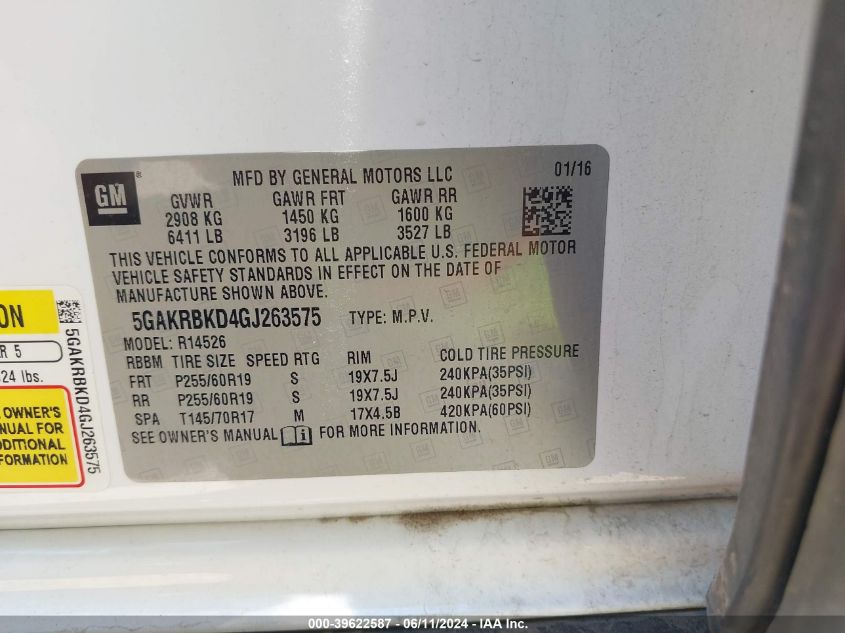 GM ®
MFD BY GENERAL MOTORS LLC 01/16
GVWR GAWR FRT GAWR RR
2908 KG 1450 KG 1600 KG
6411 LB 3196 LB 3527 LB
THIS VEHICLE CONFORMS TO ALL APPLICABLE U.S. FEDERAL MOTOR
VEHICLE SAFETY STANDARDS IN EFFECT ON THE DATE OF
MANUFACTURE SHOWN ABOVE.
5GAKRBKD4GJ263575 TYPE: M.P.V.
MODEL: R14526
RBBM TIRE SIZE SPEED RTG RIM COLD TIRE PRESSURE
FRT P255/60R19 S 19X7.5J 240KPA(35PSI)
RR P255/60R19 S 19X7.5J 240KPA(35PSI)
SPA T145/70R17 M 17X4.5B 420KPA(60PSI)
SEE OWNER'S MANUAL i FOR MORE INFORMATION.
ON
R 5
24 lbs.
OWNER'S
NUAL FOR
DDITIONAL
FORMATION
5GAKRBKD4GJ263575
000-39622587 - 06/11/2024 - IAA Inc.